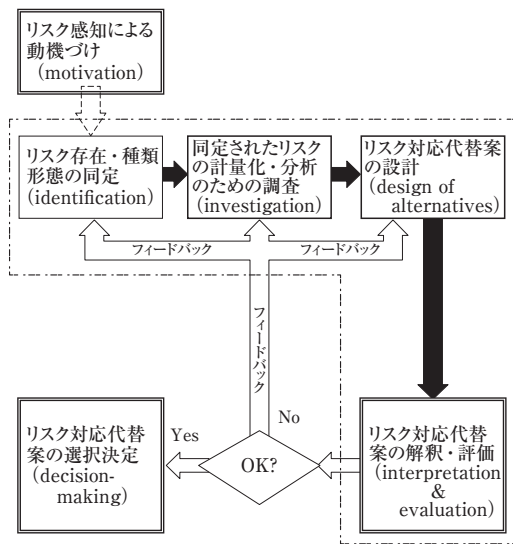 リスク感知による
動機づけ
(motivation)
リスク存在・種類
形態の同定
(identification)
同定されたリスク
の計量化・分析
のための調査
(investigation)
リスク対応代替案
の設計
(design of
alternatives)
フィードバック
フィードバック
フィードバック
No
Yes
OK?
リスク対応代替
案の選択決定
(decision-
making)
リスク対応代替
案の解釈・評価
(interpretation
&
evaluation)